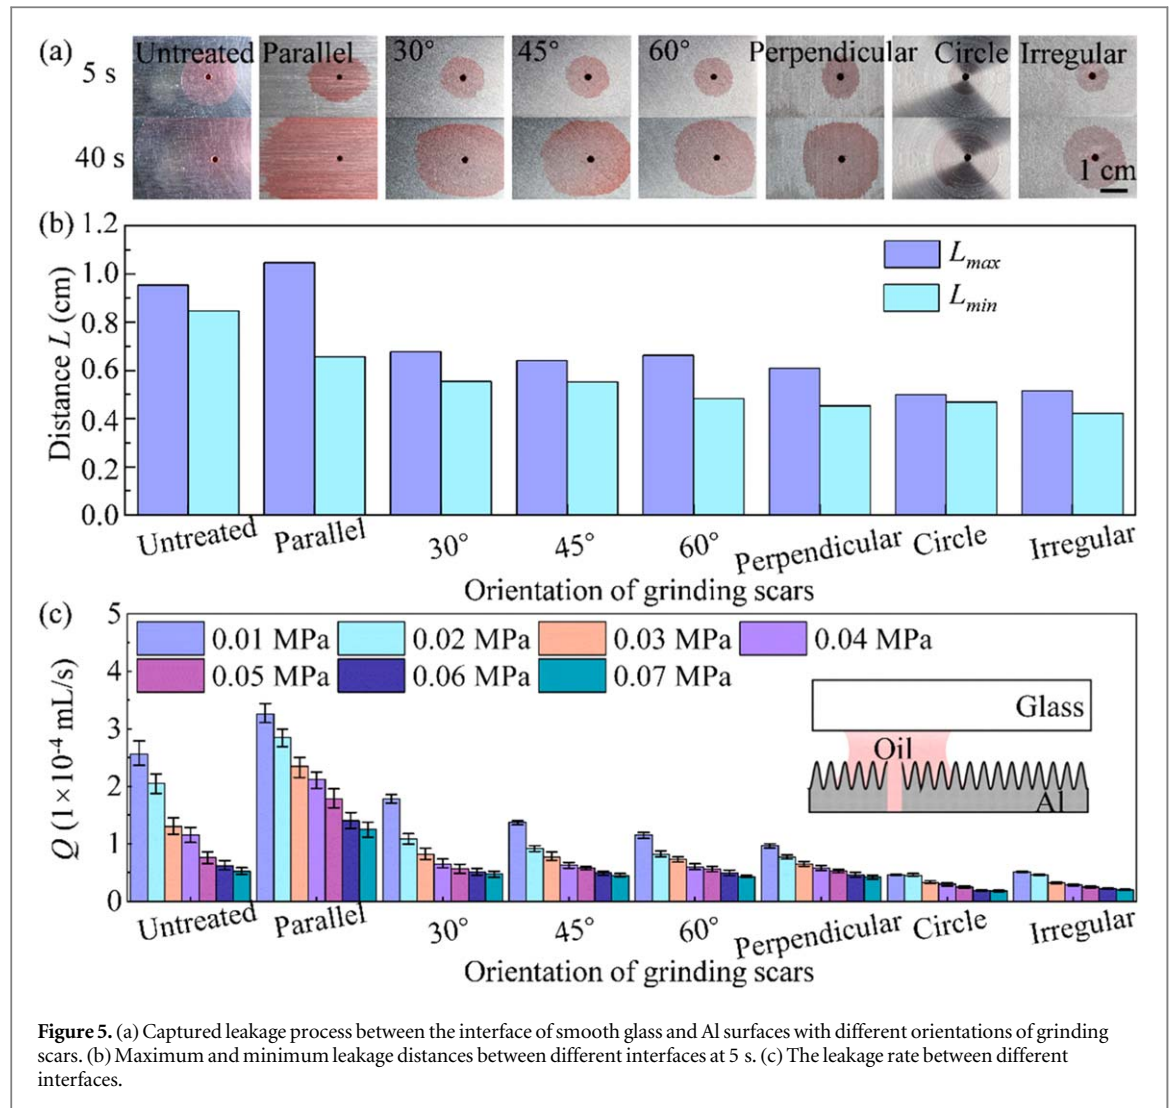 (a) Untreated Parallel 30° 45° 60° Perpendicular Circle Irregular
5 s
40 s
1 cm
(b) 1.2
1.0
0.8
0.6
0.4
0.2
0.0
Distance L (cm)
Lmax
Lmin
Untreated Parallel 30° 45° 60° Perpendicular Circle Irregular
Orientation of grinding scars
(c) 5
4
3
2
1
0
Q (1×10⁻⁴ mL/s)
0.01 MPa 0.02 MPa 0.03 MPa 0.04 MPa
0.05 MPa 0.06 MPa 0.07 MPa
Glass
Oil
Al
Untreated Parallel 30° 45° 60° Perpendicular Circle Irregular
Orientation of grinding scars
Figure 5. (a) Captured leakage process between the interface of smooth glass and Al surfaces with different orientations of grinding
scars. (b) Maximum and minimum leakage distances between different interfaces at 5 s. (c) The leakage rate between different
interfaces.